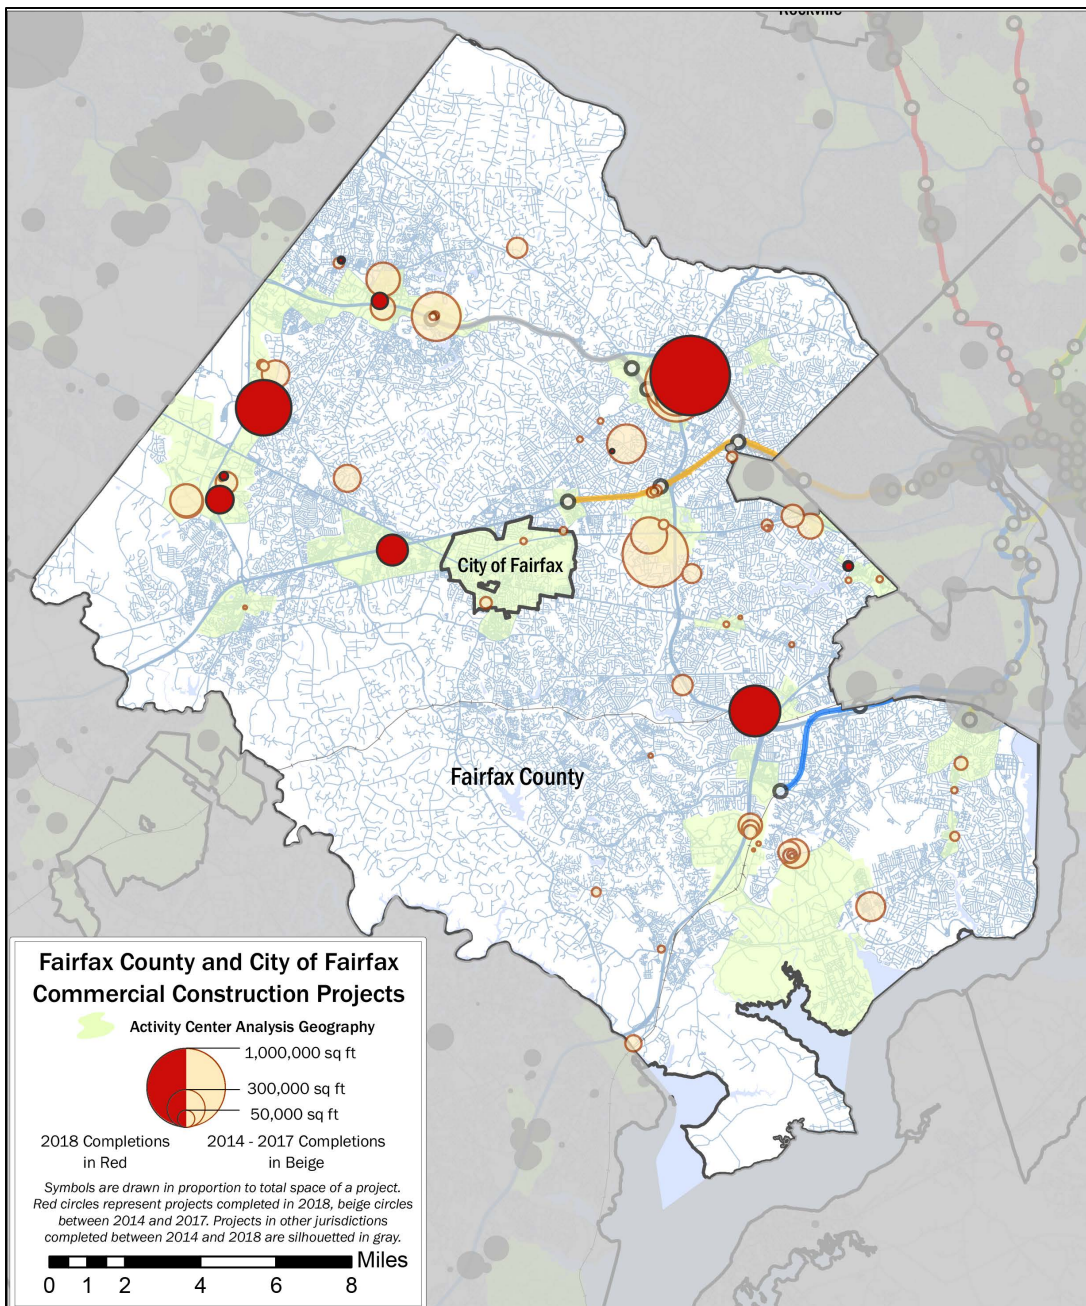 City of Fairfax
Fairfax County
Fairfax County and City of Fairfax
Commercial Construction Projects
Activity Center Analysis Geography
1,000,000 sq ft
300,000 sq ft
50,000 sq ft
2018 Completions
in Red
2014 - 2017 Completions
in Beige
Symbols are drawn in proportion to total space of a project.
Red circles represent projects completed in 2018, beige circles
between 2014 and 2017. Projects in other jurisdictions
completed between 2014 and 2018 are silhouetted in gray.
Miles
0 1 2 4 6 8